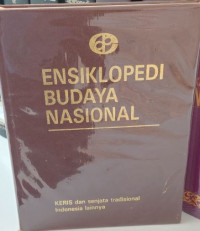 ENSIKLOPEDI
BUDAYA
NASIONAL
KERIS dan senjata tradisional
Indonesia lainnya